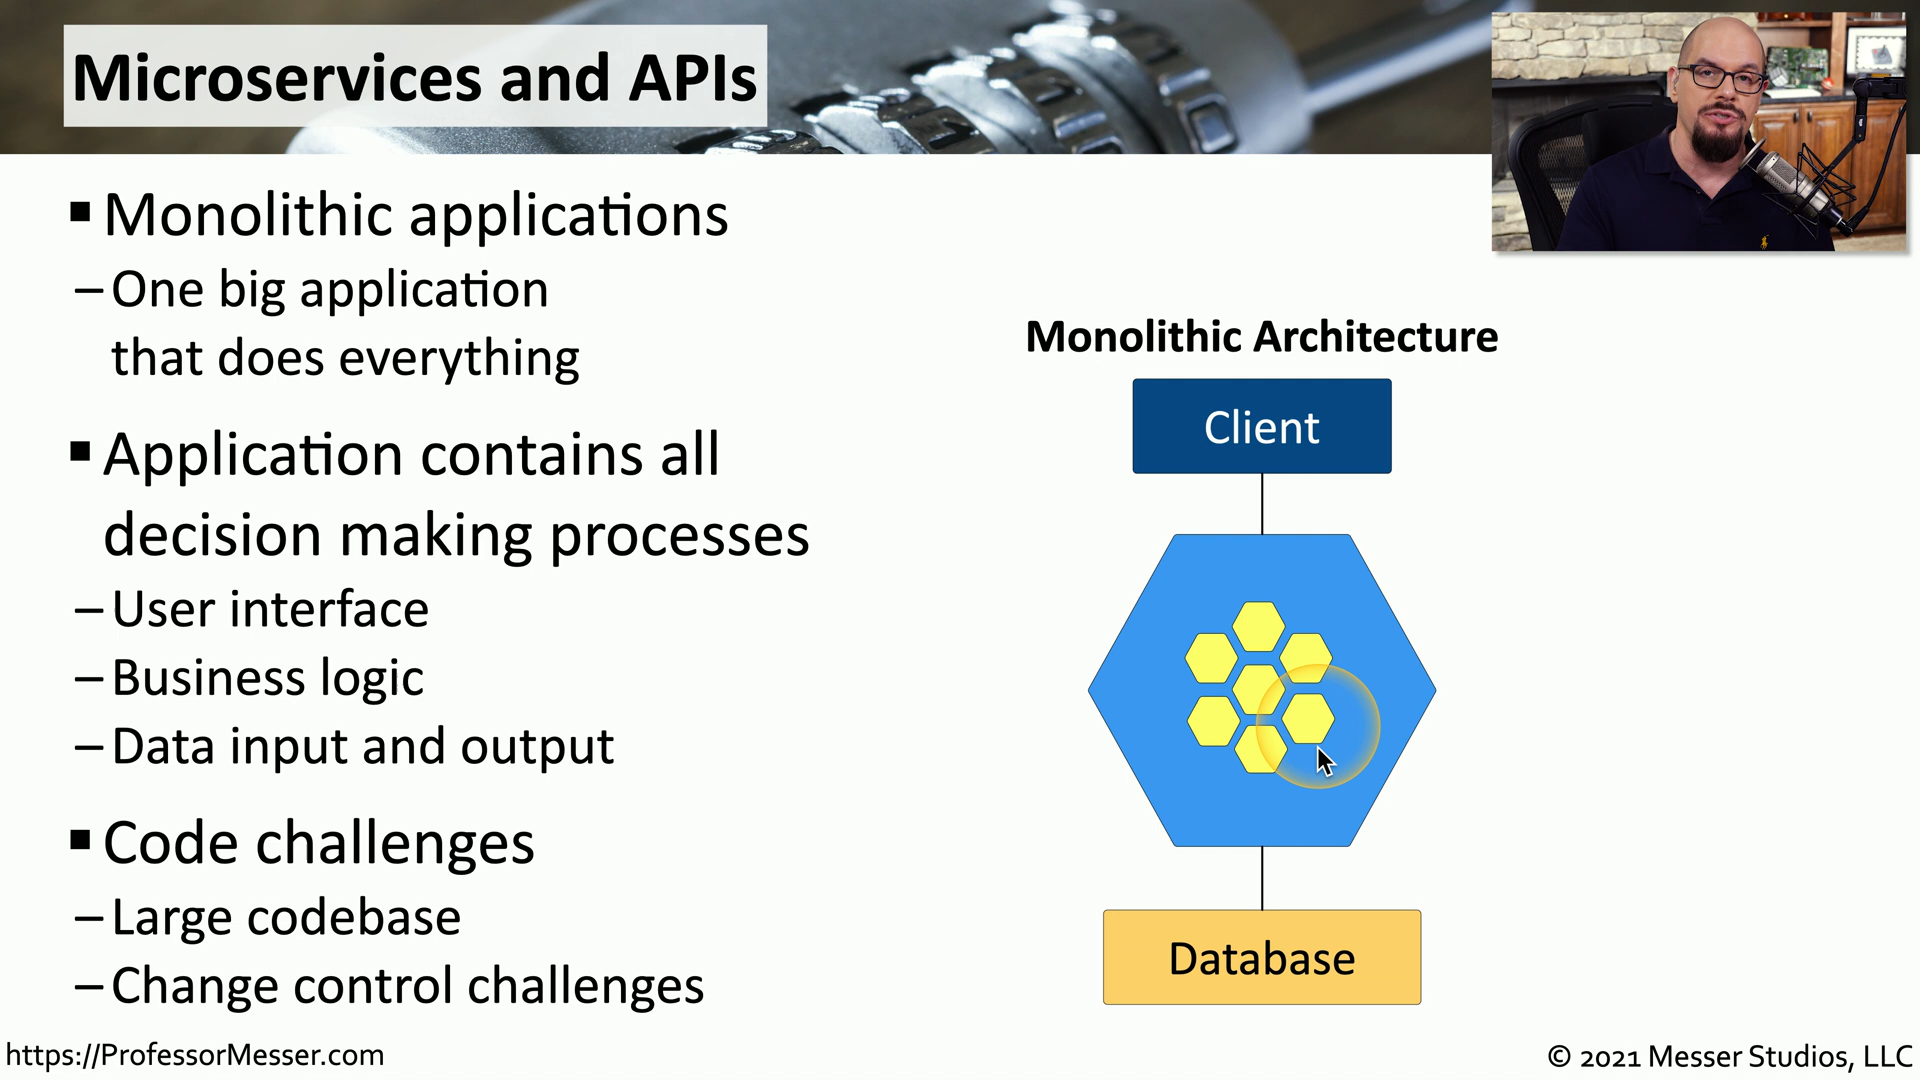 Microservices and APIs
▪ Monolithic applications
– One big application
that does everything
▪ Application contains all
decision making processes
– User interface
– Business logic
– Data input and output
▪ Code challenges
– Large codebase
– Change control challenges
Monolithic Architecture
Client
Database
https://ProfessorMesser.com
© 2021 Messer Studios, LLC